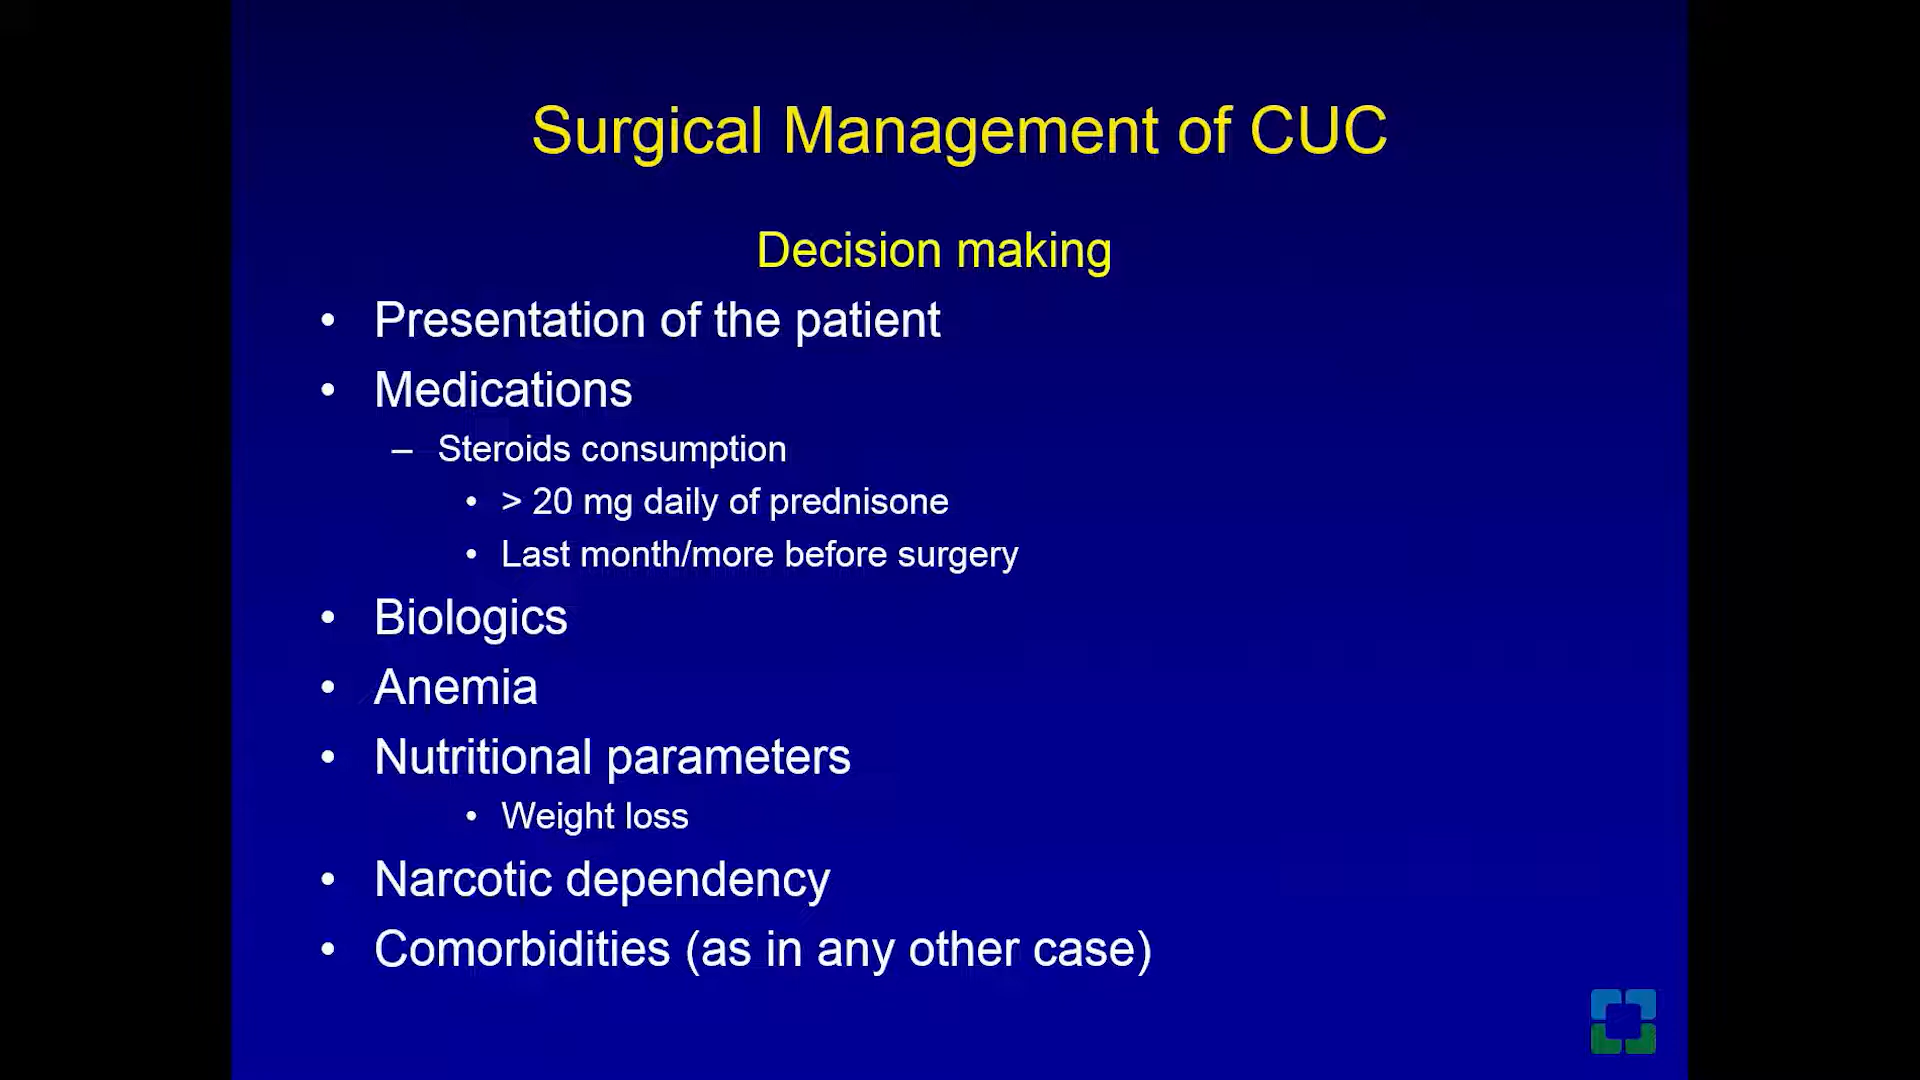 Surgical Management of CUC
Decision making
• Presentation of the patient
• Medications
– Steroids consumption
• > 20 mg daily of prednisone
• Last month/more before surgery
• Biologics
• Anemia
• Nutritional parameters
• Weight loss
• Narcotic dependency
• Comorbidities (as in any other case)